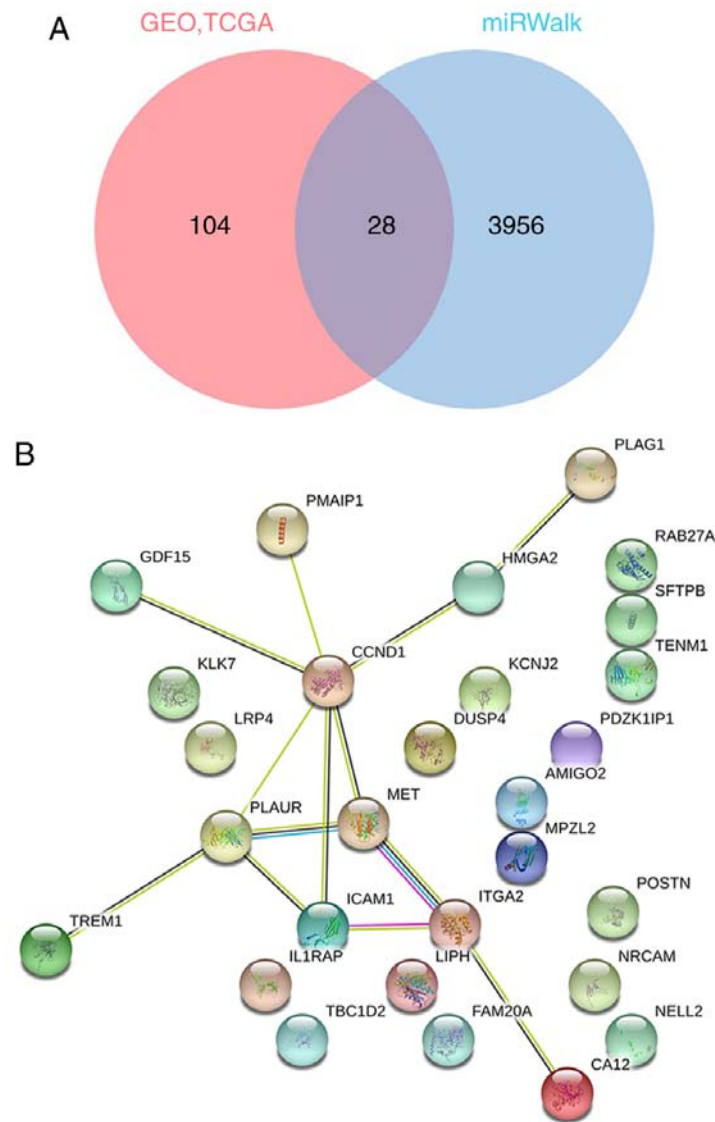 A
GEO,TCGA
miRWalk
104
28
3956
B
PLAG1
PMAIP1
RAB27A
GDF15
HMGA2
SFTPB
CCND1
TENM1
KLK7
KCNJ2
LRP4
DUSP4
PDZK1IP1
AMIGO2
PLAUR
MET
MPZL2
ICAM1
ITGA2
POSTN
TREM1
IL1RAP
LIPH
NRCAM
TBC1D2
FAM20A
NELL2
CA12